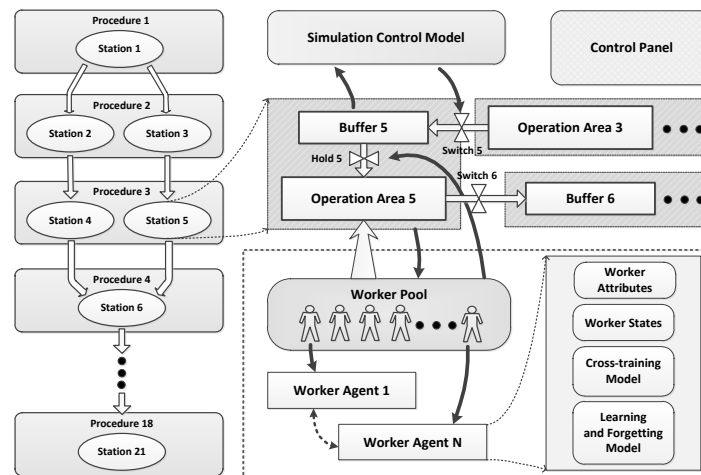 Procedure 1
Station 1
Procedure 2
Station 2
Station 3
Procedure 3
Station 4
Station 5
Procedure 4
Station 6
Procedure 18
Station 21
Simulation Control Model
Control Panel
Buffer 5
Operation Area 3
Switch 5
Hold 5
Switch 6
Operation Area 5
Buffer 6
Worker Pool
Worker Agent 1
Worker Agent N
Worker
Attributes
Worker States
Cross-training
Model
Learning
and Forgetting
Model